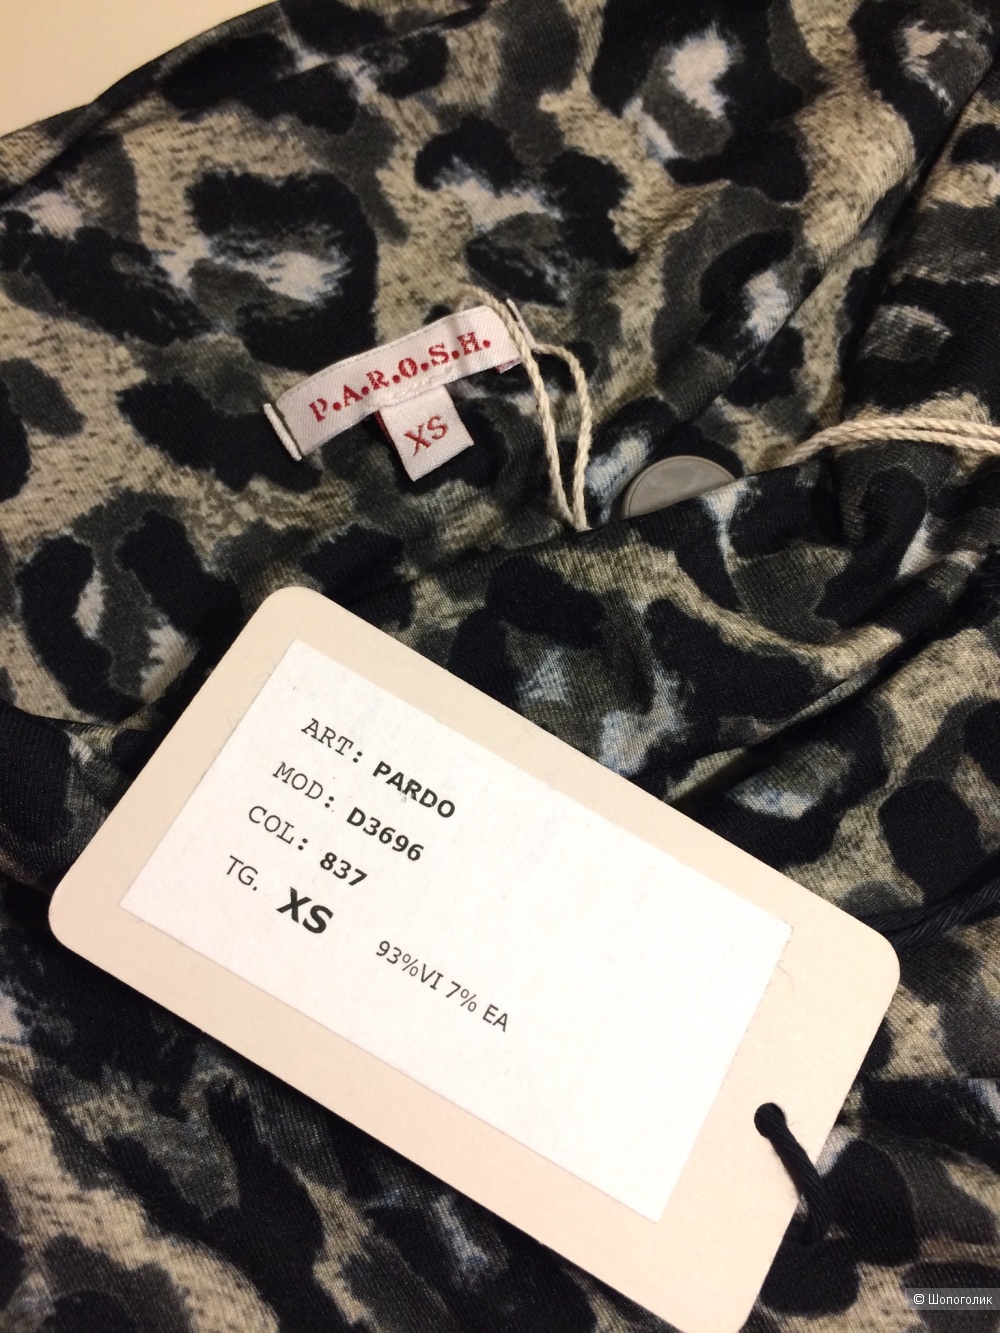 P.A.R.O.S.H.
XS
ART: PARDO
MOD: D3696
COL: 837
TG. XS
93%VI 7% EA
© Шопоголик